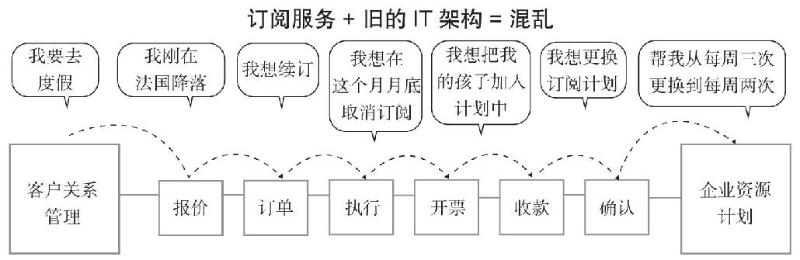 订阅服务 + 旧的 IT 架构 = 混乱
我要去
度假
我刚在
法国降落
我想续订
我想在
这个月月底
取消订阅
我想把我
的孩子加入
计划中
我想更换
订阅计划
帮我从每周三次
更换到每周两次
客户关系
管理
报价
订单
执行
开票
收款
确认
企业资源
计划